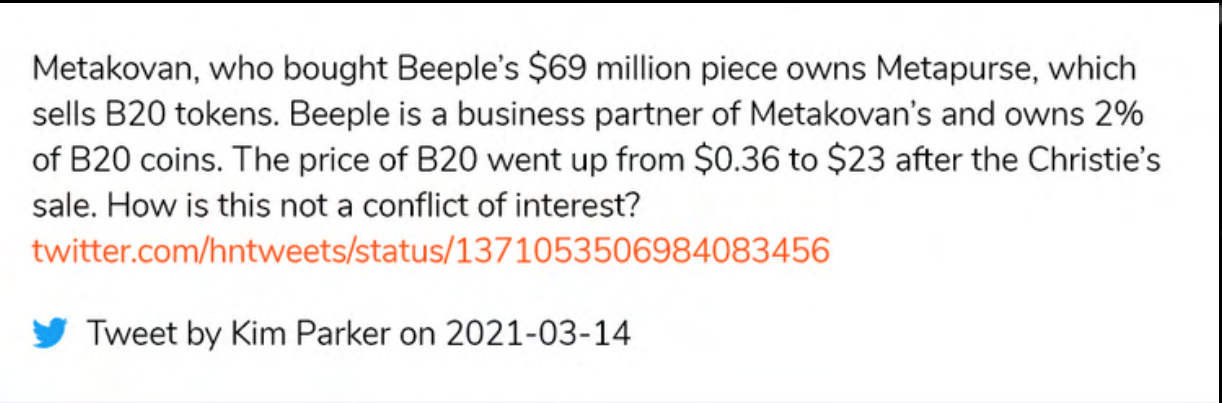 Metakovan, who bought Beeple’s $69 million piece owns Metapurse, which
sells B20 tokens. Beeple is a business partner of Metakovan’s and owns 2%
of B20 coins. The price of B20 went up from $0.36 to $23 after the Christie’s
sale. How is this not a conflict of interest?
twitter.com/hntweets/status/1371053506984083456
Tweet by Kim Parker on 2021-03-14